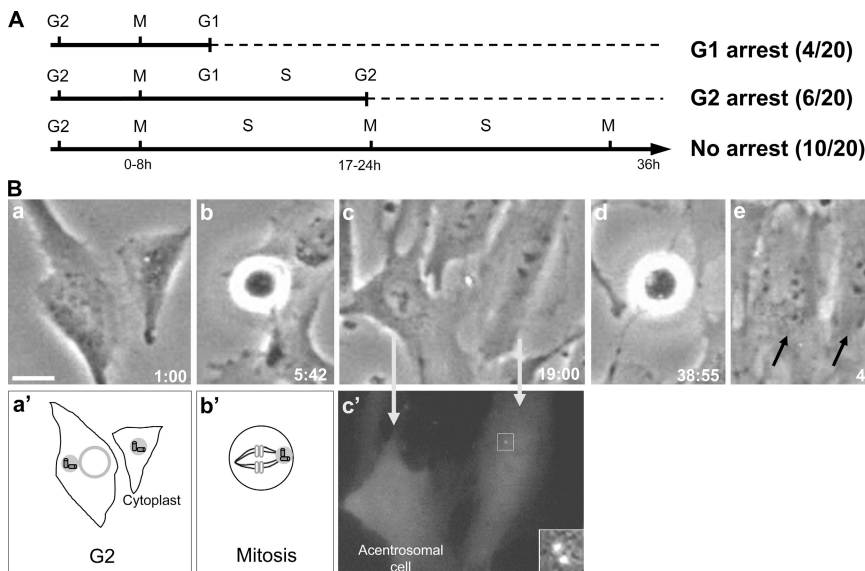 A
G2 M G1
G1 arrest (4/20)
G2 M G1 S G2
G2 arrest (6/20)
G2 M S M S M
No arrest (10/20)
0-8h 17-24h 36h
B
a b c d e
1:00 5:42 19:00 38:55 4
a' b' c'
Cytoplast
G2 Mitosis
Acentrosomal
cell